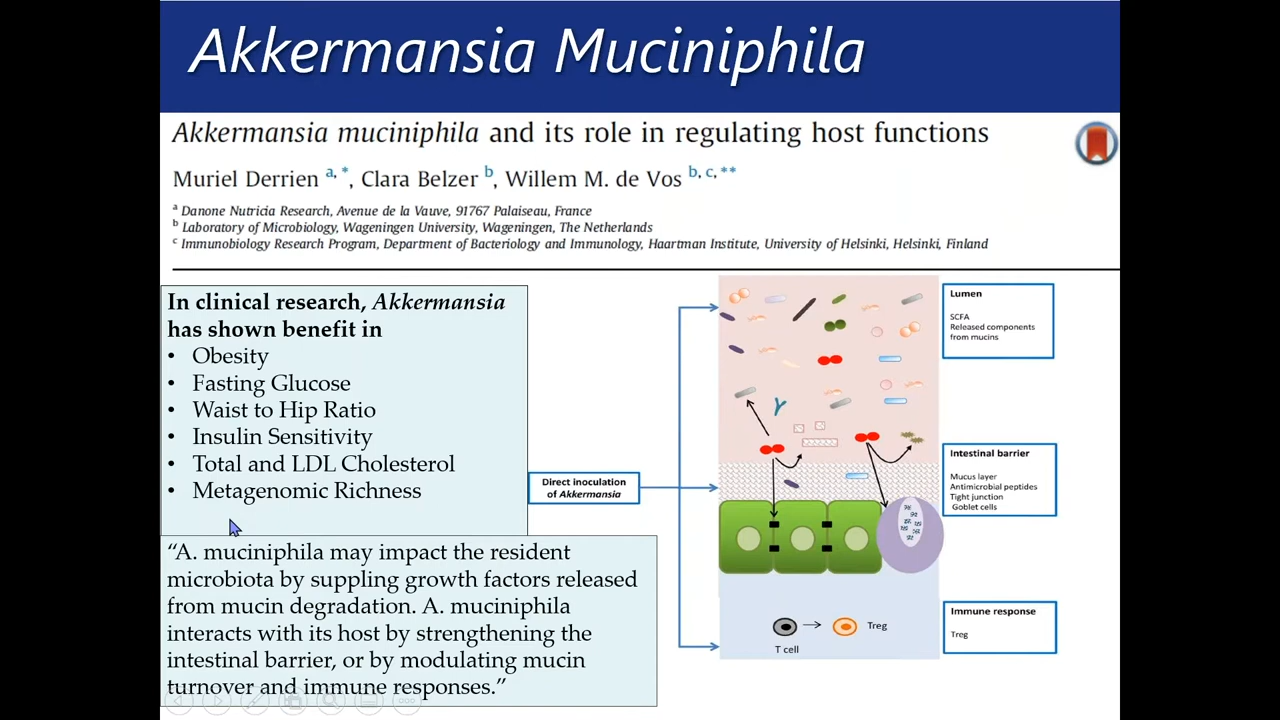 Akkermansia Muciniphila
Akkermansia muciniphila and its role in regulating host functions
Muriel Derrien a, *, Clara Belzer b, Willem M. de Vos b, c, **
a Danone Nutricia Research, Avenue de la Vauve, 91767 Palaiseau, France
b Laboratory of Microbiology, Wageningen University, Wageningen, The Netherlands
c Immunobiology Research Program, Department of Bacteriology and Immunology, Haartman Institute, University of Helsinki, Helsinki, Finland
In clinical research, Akkermansia
has shown benefit in
• Obesity
• Fasting Glucose
• Waist to Hip Ratio
• Insulin Sensitivity
• Total and LDL Cholesterol
• Metagenomic Richness
“A. muciniphila may impact the resident
microbiota by suppling growth factors released
from mucin degradation. A. muciniphila
interacts with its host by strengthening the
intestinal barrier, or by modulating mucin
turnover and immune responses.”
Direct inoculation
of Akkermansia
Lumen
SCFA
Released components
from mucins
Intestinal barrier
Mucus layer
Antimicrobial peptides
Tight junction
Goblet cells
Immune response
Treg
T cell
Treg